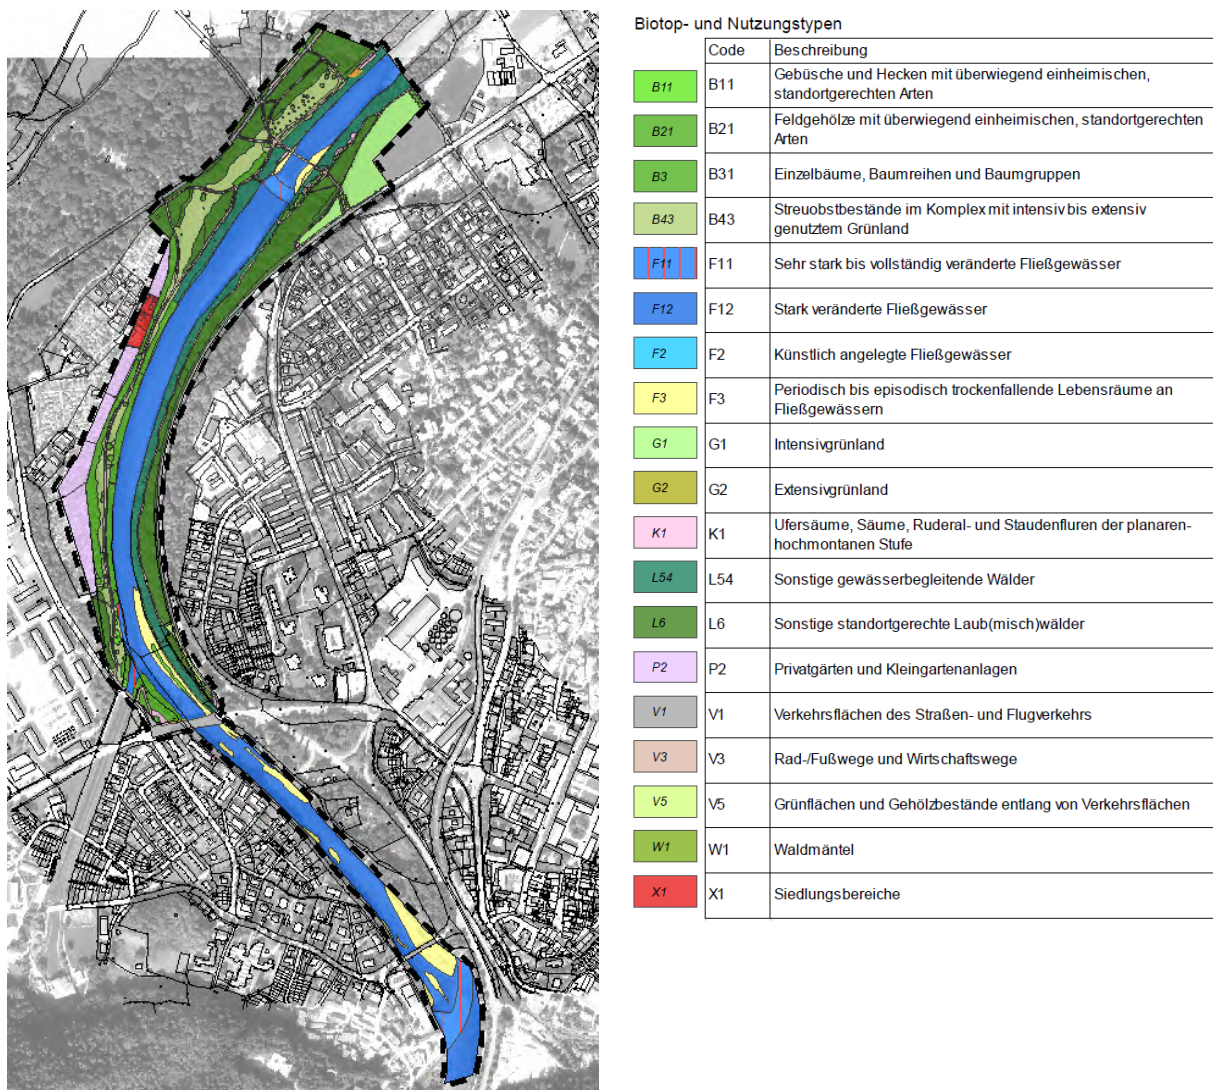 Biotop- und Nutzungstypen
Code Beschreibung
B11 B11 Gebüsche und Hecken mit überwiegend einheimischen,
standortgerechten Arten
B21 B21 Feldgehölze mit überwiegend einheimischen, standortgerechten
Arten
B3 B31 Einzelbäume, Baumreihen und Baumgruppen
B43 B43 Streuobstbestände im Komplex mit intensiv bis extensiv
genutztem Grünland
F11 F11 Sehr stark bis vollständig veränderte Fließgewässer
F12 F12 Stark veränderte Fließgewässer
F2 F2 Künstlich angelegte Fließgewässer
F3 F3 Periodisch bis episodisch trockenfallende Lebensräume an
Fließgewässern
G1 G1 Intensivgrünland
G2 G2 Extensivgrünland
K1 K1 Ufersäume, Säume, Ruderal- und Staudenfluren der planaren-
hochmontanen Stufe
L54 L54 Sonstige gewässerbegleitende Wälder
L6 L6 Sonstige standortgerechte Laub(misch)wälder
P2 P2 Privatgärten und Kleingartenanlagen
V1 V1 Verkehrsflächen des Straßen- und Flugverkehrs
V3 V3 Rad-/Fußwege und Wirtschaftswege
V5 V5 Grünflächen und Gehölzbestände entlang von Verkehrsflächen
W1 W1 Waldmäntel
X1 X1 Siedlungsbereiche